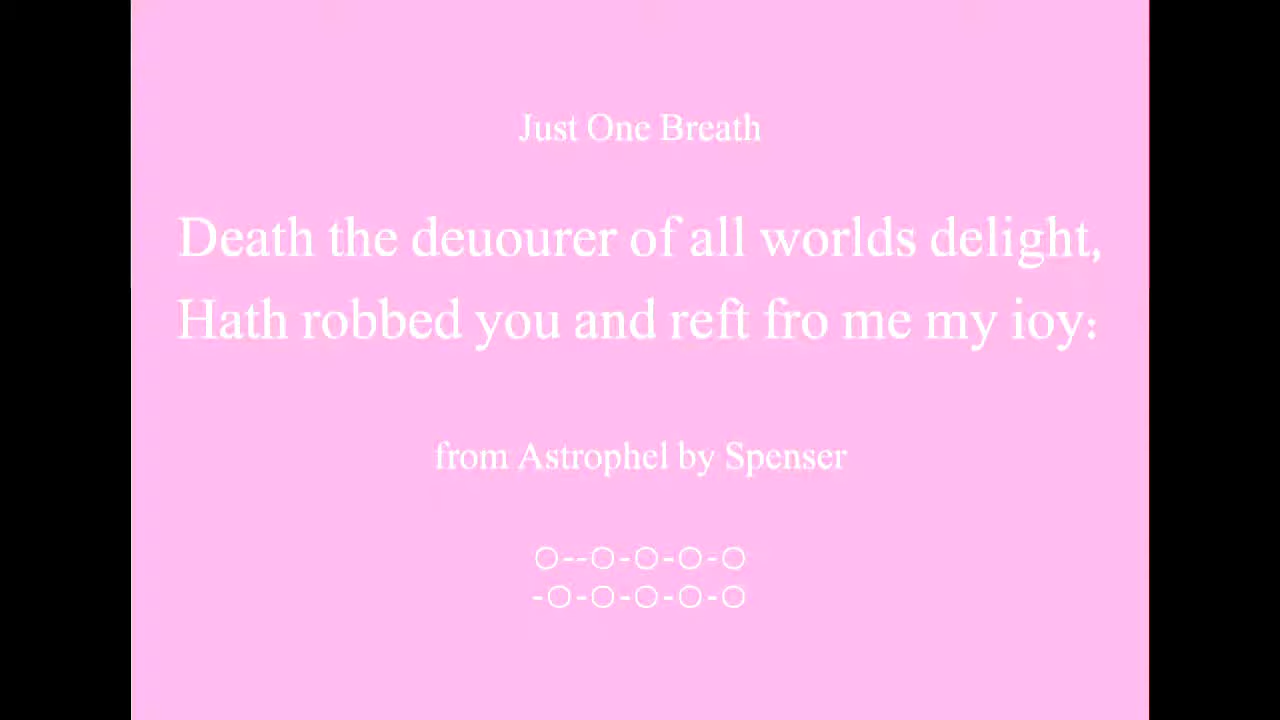 Just One Breath
Death the deuourer of all worlds delight,
Hath robbed you and reft fro me my ioy:
from Astrophel by Spenser
○--○-○-○-○
-○-○-○-○-○